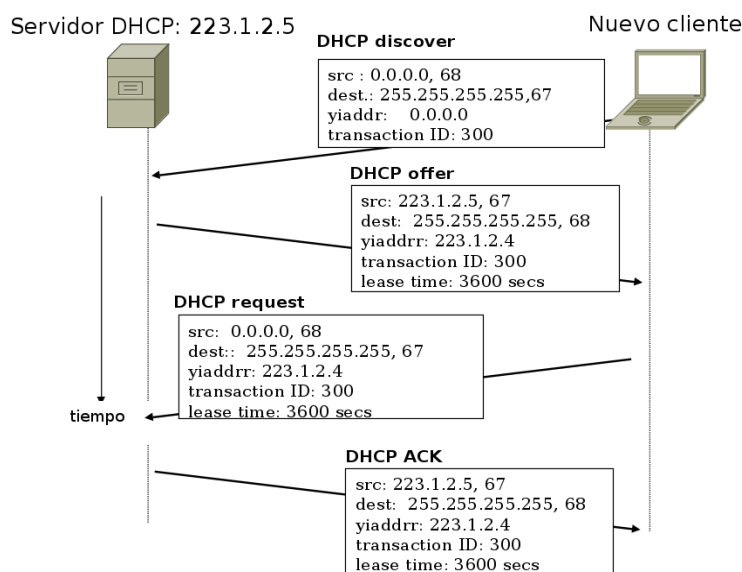 Servidor DHCP: 223.1.2.5
Nuevo cliente
DHCP discover
src : 0.0.0.0, 68
dest.: 255.255.255.255,67
yiaddr: 0.0.0.0
transaction ID: 300
DHCP offer
src: 223.1.2.5, 67
dest: 255.255.255.255, 68
yiaddrr: 223.1.2.4
transaction ID: 300
lease time: 3600 secs
DHCP request
src: 0.0.0.0, 68
dest:: 255.255.255.255, 67
yiaddrr: 223.1.2.4
transaction ID: 300
lease time: 3600 secs
tiempo
DHCP ACK
src: 223.1.2.5, 67
dest: 255.255.255.255, 68
yiaddrr: 223.1.2.4
transaction ID: 300
lease time: 3600 secs